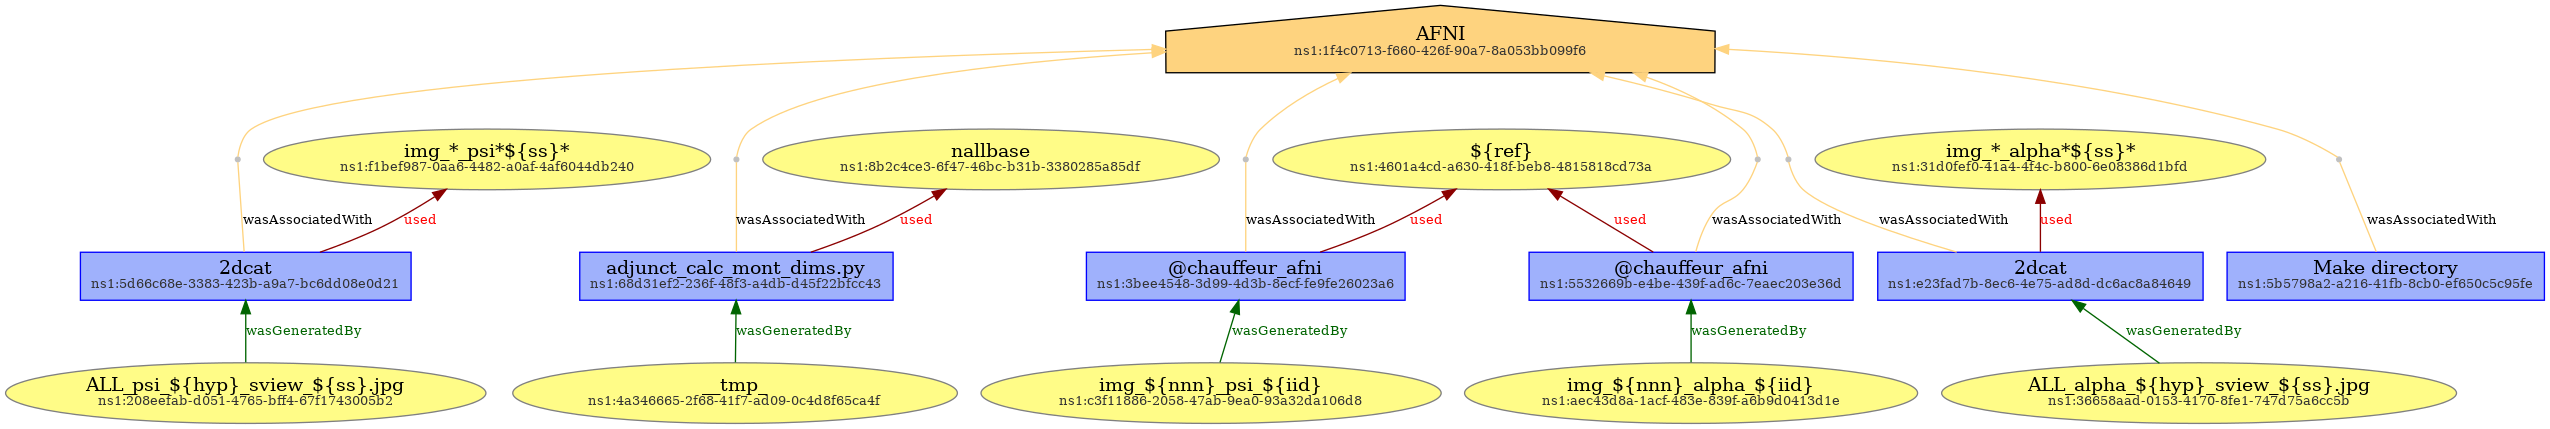 AFNI
ns1:1f4c0713-f660-426f-90a7-8a053bb099f6
img_*_psi*${ss}*
ns1:f1bef987-0aa6-4482-a0af-4af6044db240
nallbase
ns1:8b2c4ce3-6f47-46bc-b31b-3380285a85df
${ref}
ns1:4601a4cd-a630-418f-beb8-4815818cd73a
img_*_alpha*${ss}*
ns1:31d0fef0-41a4-4f4c-b800-6e08386d1bfd
wasAssociatedWith
used
wasAssociatedWith
used
wasAssociatedWith
used
used
wasAssociatedWith
wasAssociatedWith
used
wasAssociatedWith
2dcat
ns1:5d66c68e-3383-423b-a9a7-bc6dd08e0d21
adjunct_calc_mont_dims.py
ns1:68d31ef2-236f-48f3-a4db-d45f22bfcc43
@chauffeur_afni
ns1:3bee4548-3d99-4d3b-8ecf-fe9fe26023a6
@chauffeur_afni
ns1:5532669b-e4be-439f-ad6c-7eaec203e36d
2dcat
ns1:e23fad7b-8ec6-4e75-ad8d-dc6ac8a84649
Make directory
ns1:5b5798a2-a216-41fb-8cb0-ef650c5c95fe
wasGeneratedBy
wasGeneratedBy
wasGeneratedBy
wasGeneratedBy
wasGeneratedBy
ALL_psi_${hyp}_sview_${ss}.jpg
ns1:208eefab-d051-4765-bff4-67f1743005b2
__tmp_
ns1:4a346665-2f68-41f7-ad09-0c4d8f65ca4f
img_${nnn}_psi_${iid}
ns1:c3f11886-2058-47ab-9ea0-93a32da106d8
img_${nnn}_alpha_${iid}
ns1:aec43d8a-1acf-483e-839f-a6b9d0413d1e
ALL_alpha_${hyp}_sview_${ss}.jpg
ns1:36658aad-0153-4170-8fe1-747d75a6cc5b